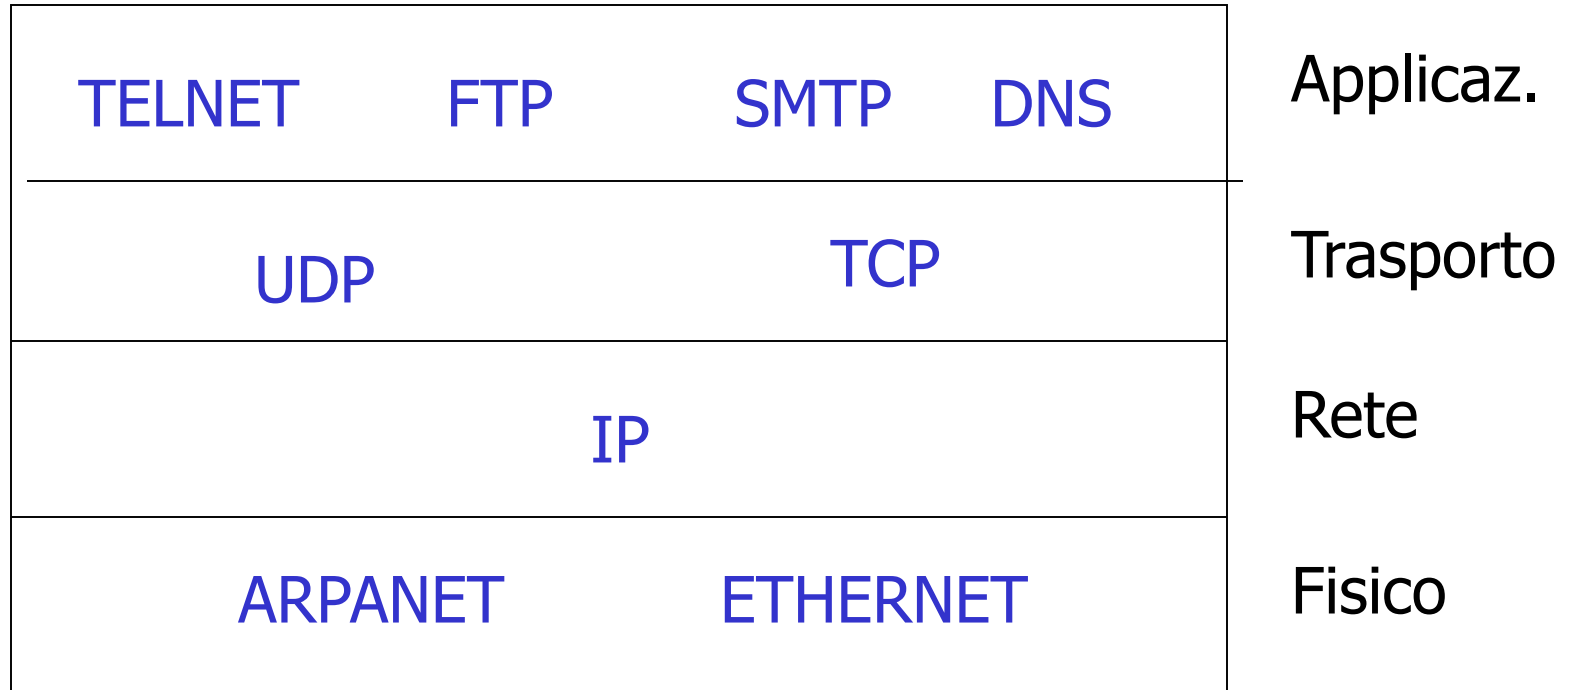 TELNET FTP SMTP DNS Applicaz.
UDP TCP Trasporto
IP Rete
ARPANET ETHERNET Fisico